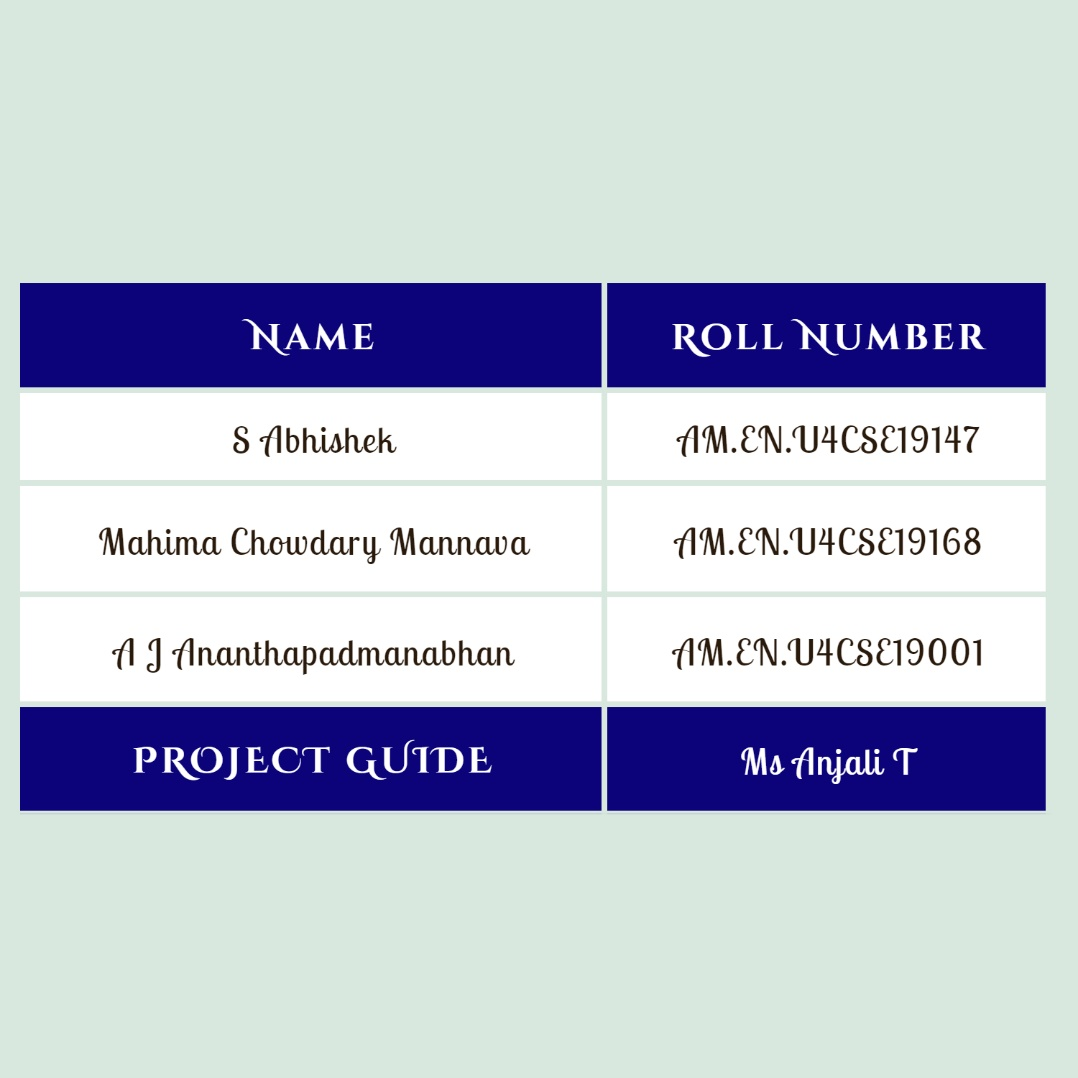 NAME ROLL NUMBER
S Abhishek AM.EN.U4CSE19147
Mahima Chowdary Mannava AM.EN.U4CSE19168
A J Ananthapadmanabhan AM.EN.U4CSE19001
PROJECT GUIDE Ms Anjali T